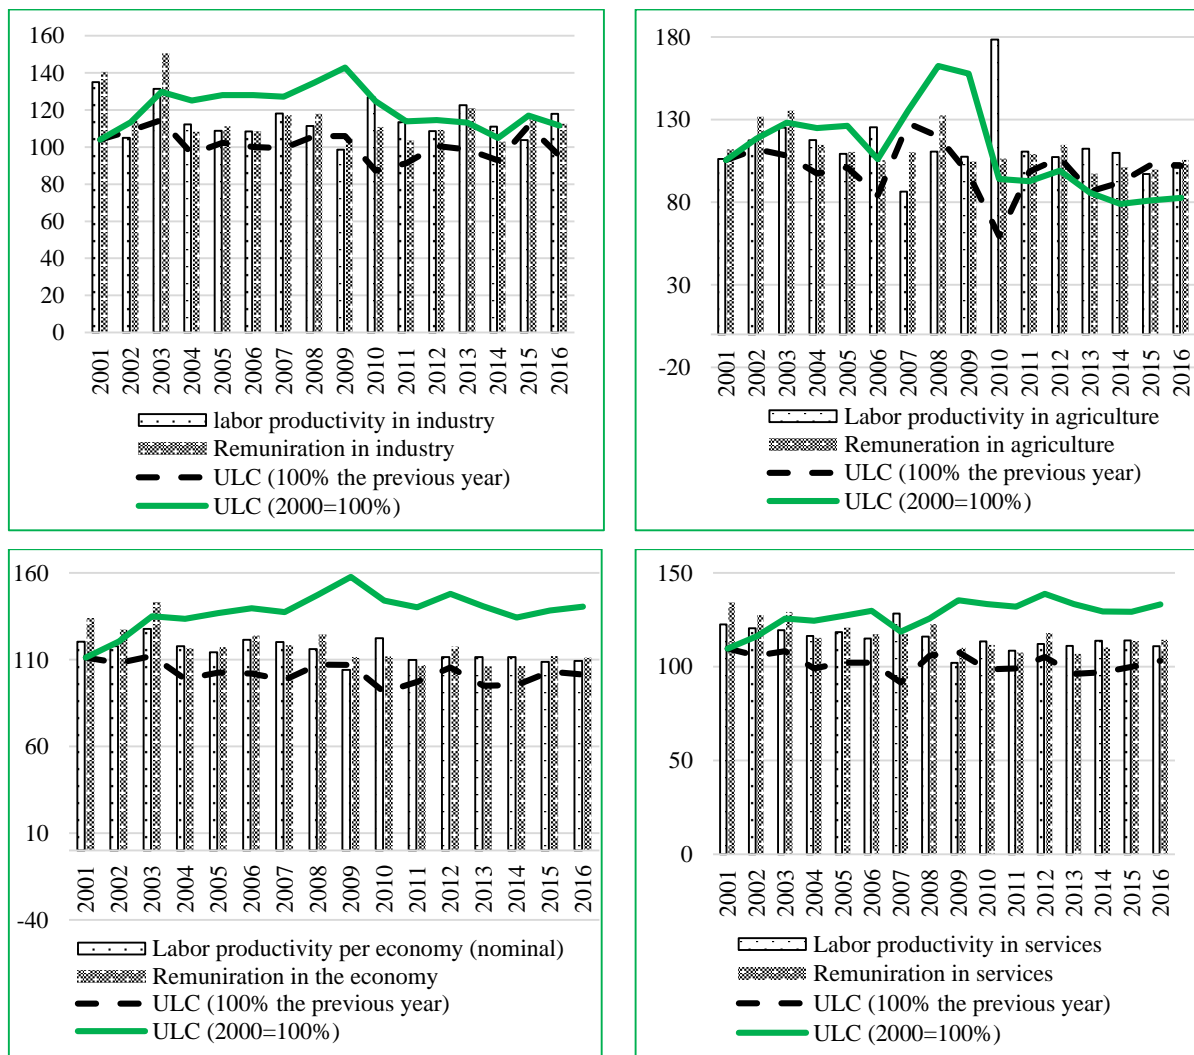 160
140
120
100
80
60
40
20
0
2001 2002 2003 2004 2005 2006 2007 2008 2009 2010 2011 2012 2013 2014 2015 2016
labor productivity in industry
Remuniration in industry
ULC (100% the previous year)
ULC (2000=100%)
180
130
80
30
-20
2001 2002 2003 2004 2005 2006 2007 2008 2009 2010 2011 2012 2013 2014 2015 2016
Labor productivity in agriculture
Remuneration in agriculture
ULC (100% the previous year)
ULC (2000=100%)
160
110
60
10
-40
2001 2002 2003 2004 2005 2006 2007 2008 2009 2010 2011 2012 2013 2014 2015 2016
Labor productivity per economy (nominal)
Remuniration in the economy
ULC (100% the previous year)
ULC (2000=100%)
150
100
50
0
2001 2002 2003 2004 2005 2006 2007 2008 2009 2010 2011 2012 2013 2014 2015 2016
Labor productivity in services
Remuniration in services
ULC (100% the previous year)
ULC (2000=100%)